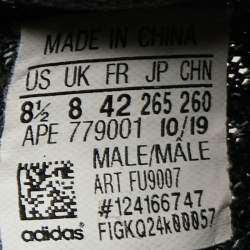 MADE IN CHINA
US UK FR JP CHN
8½ 8 42 265 260
APE 779001 10/19
MALE/MÂLE
ART FU9007
#124166747
adidas F1GKQ24k00057